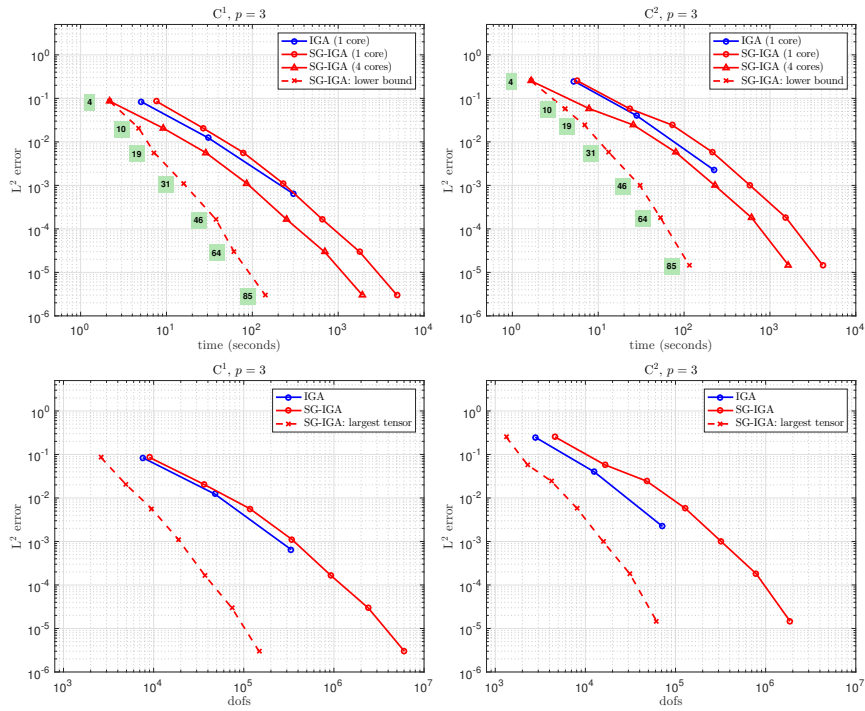 C¹, p = 3
L² error
10⁰
10⁻¹
10⁻²
10⁻³
10⁻⁴
10⁻⁵
10⁻⁶
IGA (1 core)
SG-IGA (1 core)
SG-IGA (4 cores)
SG-IGA: lower bound
4
10
19
31
46
64
85
10⁰
10¹
10²
10³
10⁴
time (seconds)
C², p = 3
L² error
10⁰
10⁻¹
10⁻²
10⁻³
10⁻⁴
10⁻⁵
10⁻⁶
IGA (1 core)
SG-IGA (1 core)
SG-IGA (4 cores)
SG-IGA: lower bound
4
10
19
31
46
64
85
10⁰
10¹
10²
10³
10⁴
time (seconds)
C¹, p = 3
L² error
10⁰
10⁻¹
10⁻²
10⁻³
10⁻⁴
10⁻⁵
10⁻⁶
IGA
SG-IGA
SG-IGA: largest tensor
10³
10⁴
10⁵
10⁶
10⁷
dofs
C², p = 3
L² error
10⁰
10⁻¹
10⁻²
10⁻³
10⁻⁴
10⁻⁵
10⁻⁶
IGA
SG-IGA
SG-IGA: largest tensor
10³
10⁴
10⁵
10⁶
10⁷
dofs